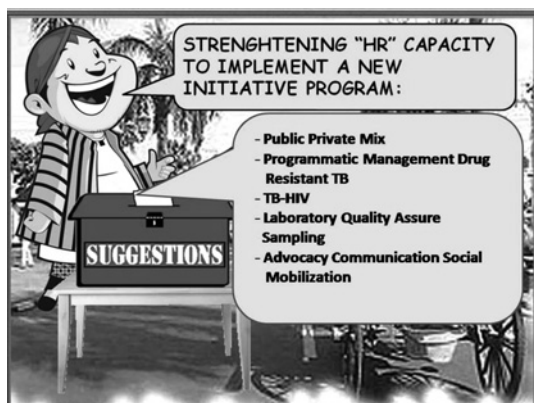 STRENGHTENING “HR” CAPACITY
TO IMPLEMENT A NEW
INITIATIVE PROGRAM:
- Public Private Mix
- Programmatic Management Drug
Resistant TB
- TB-HIV
- Laboratory Quality Assure
Sampling
- Advocacy Communication Social
Mobilization
SUGGESTIONS